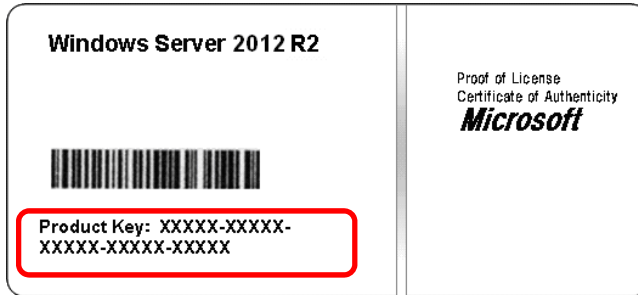 Windows Server 2012 R2
Product Key: XXXXX-XXXXX-
XXXXX-XXXXX-XXXXX
Proof of License
Certificate of Authenticity
Microsoft